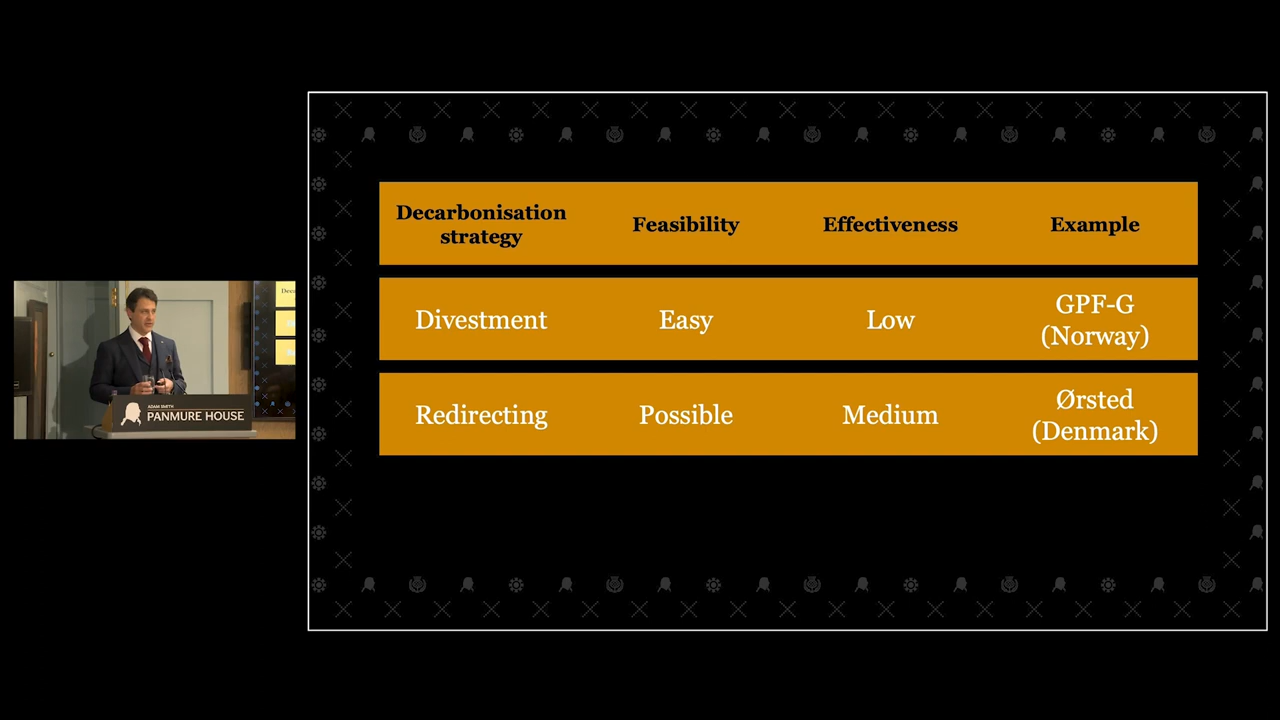 Decarbonisation
strategy
Feasibility
Effectiveness
Example
Divestment
Easy
Low
GPF-G
(Norway)
Redirecting
Possible
Medium
Ørsted
(Denmark)
ADAM SMITH
PANMURE HOUSE